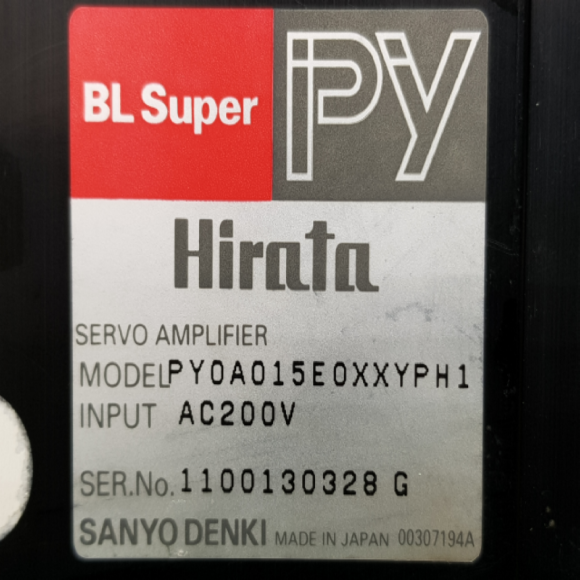 BL Super PY
Hirata
SERVO AMPLIFIER
MODEL PY0A015E0XXYPH1
INPUT AC200V
SER.No. 1100130328 G
SANYO DENKI MADE IN JAPAN 00307194A